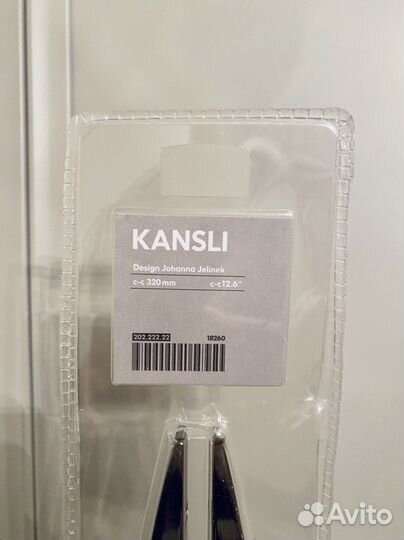 KANSLI
Design Johanna Jelinek
c-c 320 mm c-c 12.6"
202.222.22 18260
Avito